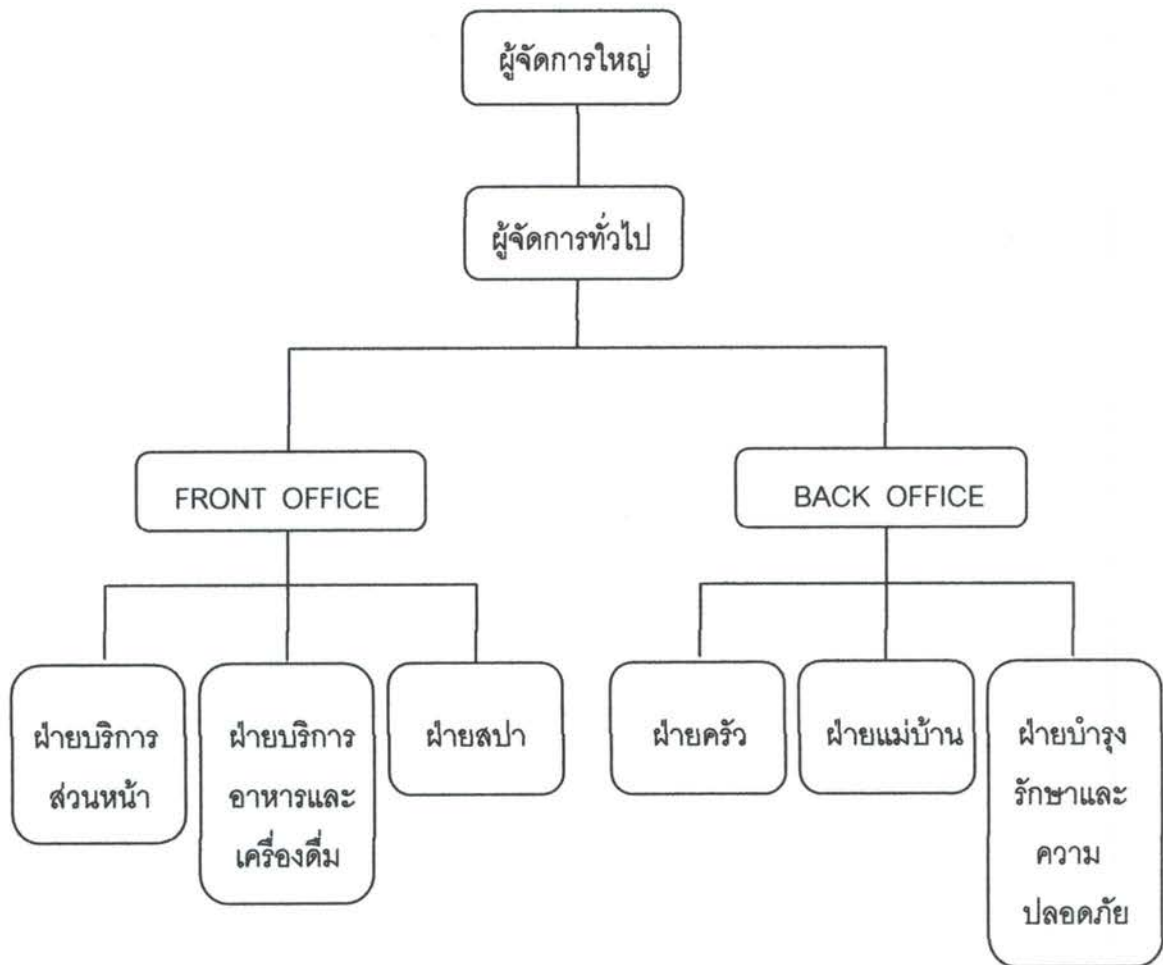 ผู้จัดการใหญ่
ผู้จัดการทั่วไป
FRONT OFFICE
BACK OFFICE
ฝ่ายบริการ
ส่วนหน้า
ฝ่ายบริการ
อาหารและ
เครื่องดื่ม
ฝ่ายสปา
ฝ่ายครัว
ฝ่ายแม่บ้าน
ฝ่ายบำรุง
รักษาและ
ความ
ปลอดภัย